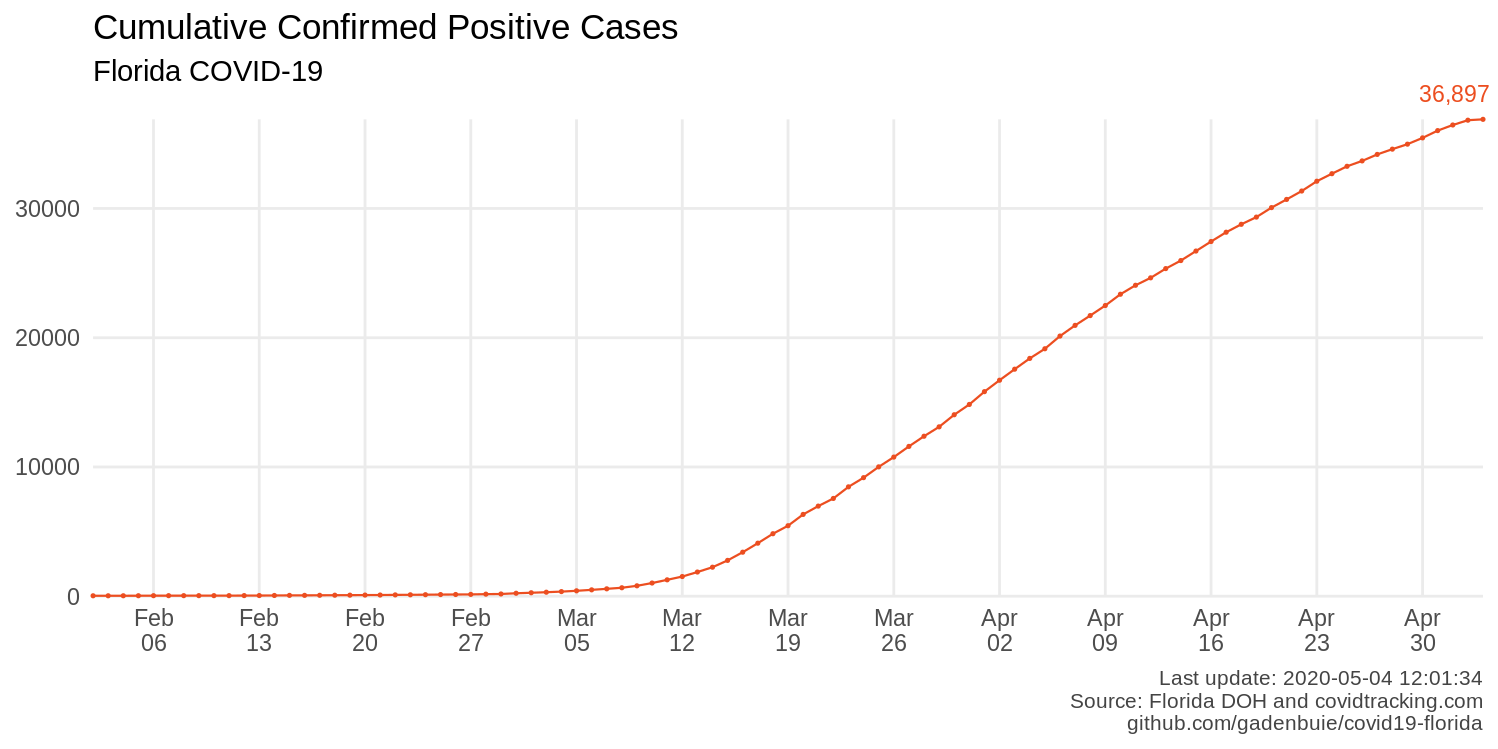 Cumulative Confirmed Positive Cases
Florida COVID-19
36,897
30000
20000
10000
0
Feb Feb Feb Feb Mar Mar Mar Mar Apr Apr Apr Apr Apr
06 13 20 27 05 12 19 26 02 09 16 23 30
Last update: 2020-05-04 12:01:34
Source: Florida DOH and covidtracking.com
github.com/gadenbuie/covid19-florida